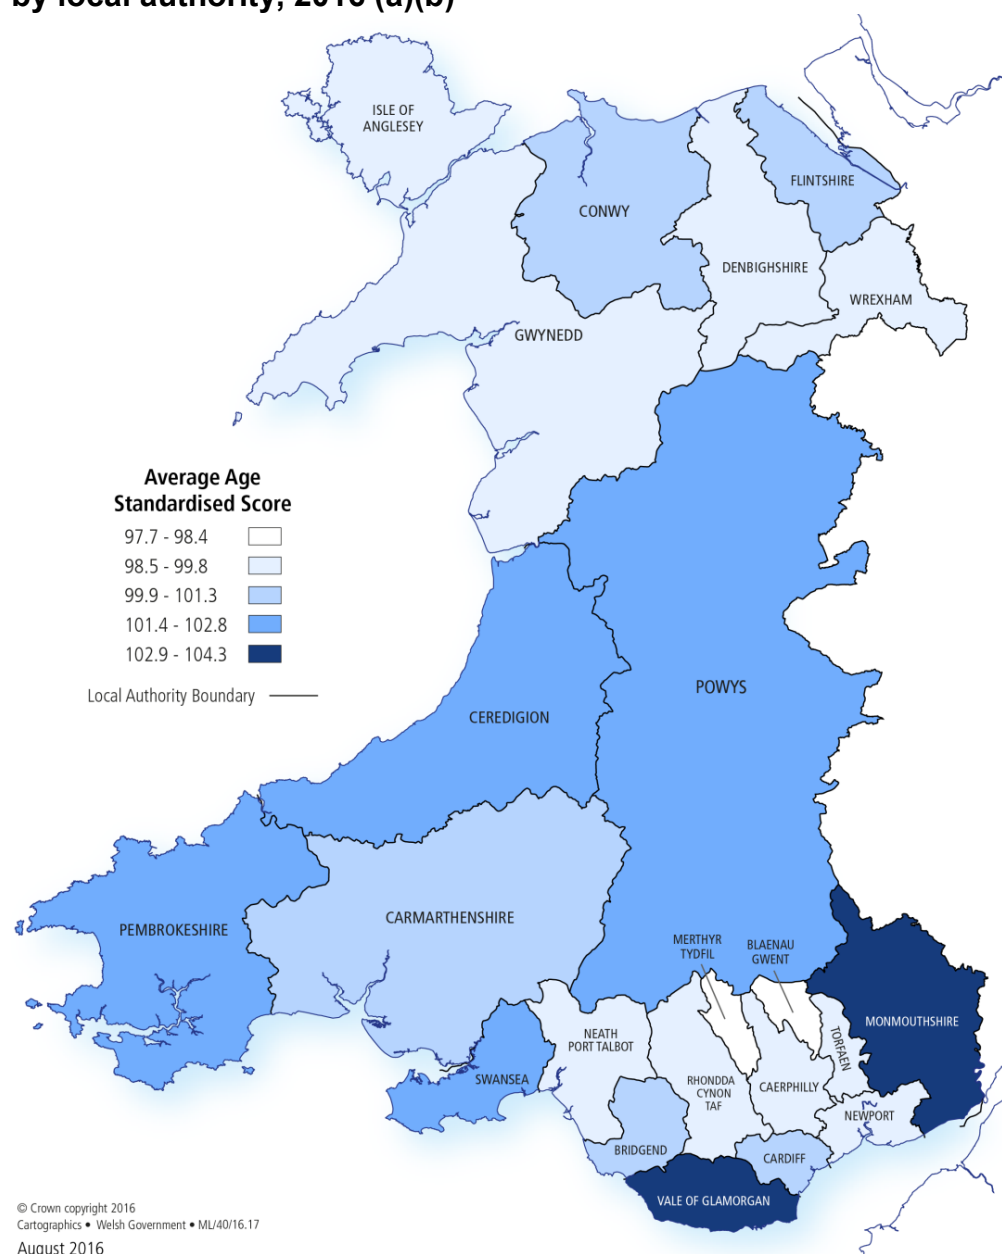 by local authority, 2016 (a)(b)
ISLE OF
ANGLESEY
CONWY
FLINTSHIRE
DENBIGHSHIRE
WREXHAM
GWYNEDD
Average Age
Standardised Score
97.7 - 98.4
98.5 - 99.8
99.9 - 101.3
101.4 - 102.8
102.9 - 104.3
Local Authority Boundary
POWYS
CEREDIGION
CARMARTHENSHIRE
PEMBROKESHIRE
MERTHYR
TYDFIL
BLAENAU
GWENT
MONMOUTHSHIRE
NEATH
PORT TALBOT
TORFAEN
SWANSEA
RHONDDA
CYNON
TAF
CAERPHILLY
NEWPORT
BRIDGEND
CARDIFF
VALE OF GLAMORGAN
© Crown copyright 2016
Cartographics • Welsh Government • ML/40/16.17
August 2016